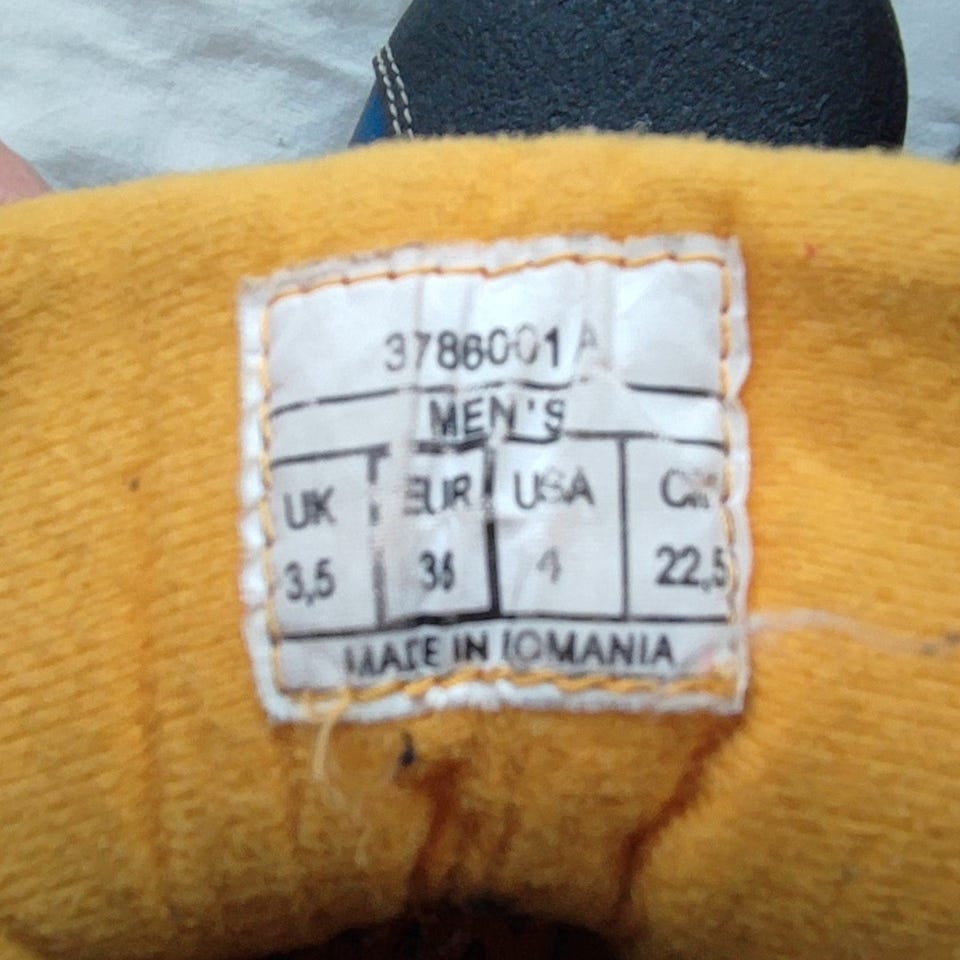 3786001 A
MEN'S
UK EUR USA CM
3,5 36 4 22,5
MADE IN ROMANIA